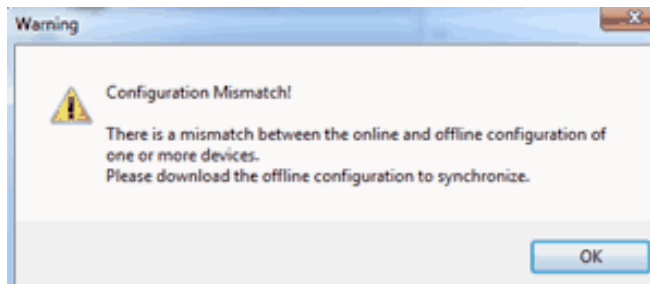 Warning
Configuration Mismatch!
There is a mismatch between the online and offline configuration of
one or more devices.
Please download the offline configuration to synchronize.
OK